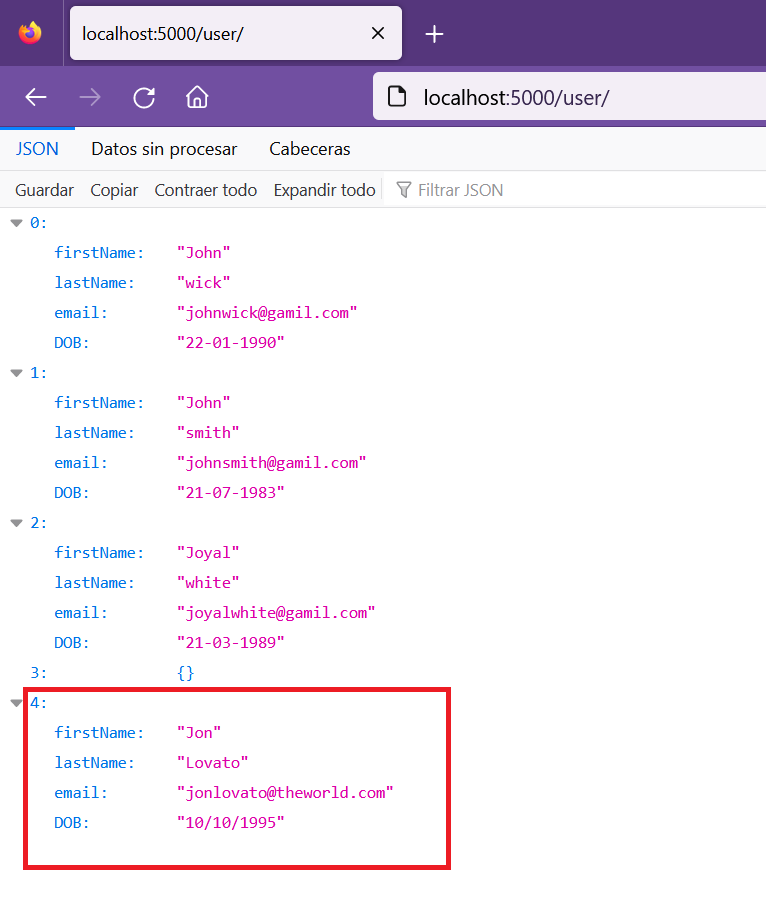 localhost:5000/user/
localhost:5000/user/
JSON Datos sin procesar Cabeceras
Guardar Copiar Contraer todo Expandir todo Filtrar JSON
0:
firstName: "John"
lastName: "wick"
email: "johnwick@gamil.com"
DOB: "22-01-1990"
1:
firstName: "John"
lastName: "smith"
email: "johnsmith@gamil.com"
DOB: "21-07-1983"
2:
firstName: "Joyal"
lastName: "white"
email: "joyalwhite@gamil.com"
DOB: "21-03-1989"
3: {}
4:
firstName: "Jon"
lastName: "Lovato"
email: "jonlovato@theworld.com"
DOB: "10/10/1995"